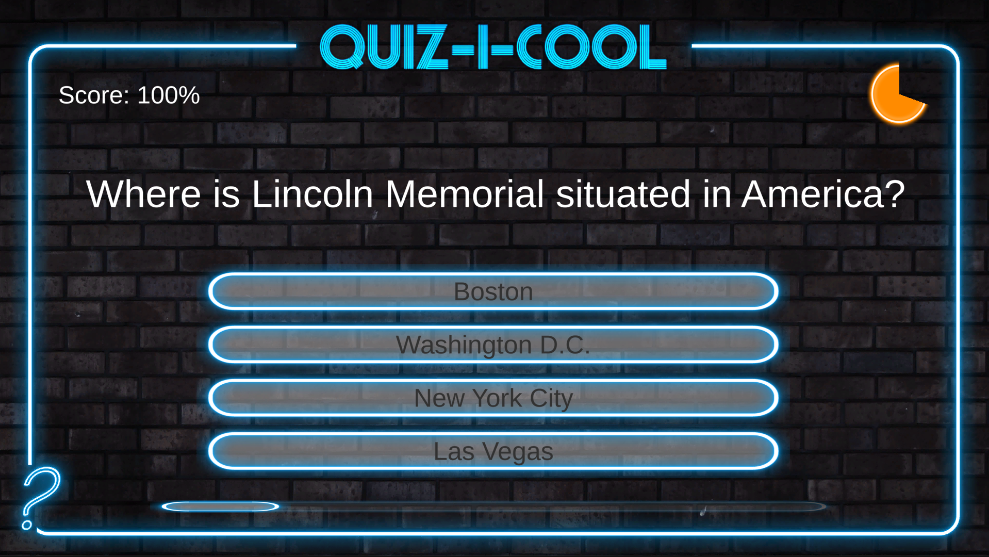 QUIZ-I-COOL
Score: 100%
Where is Lincoln Memorial situated in America?
Boston
Washington D.C.
New York City
Las Vegas
?